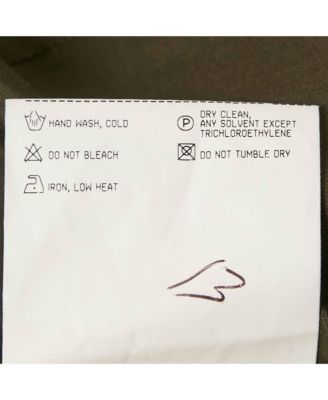 HAND WASH, COLD
DO NOT BLEACH
IRON, LOW HEAT
P DRY CLEAN,
ANY SOLVENT EXCEPT
TRICHLOROETHYLENE
DO NOT TUMBLE DRY